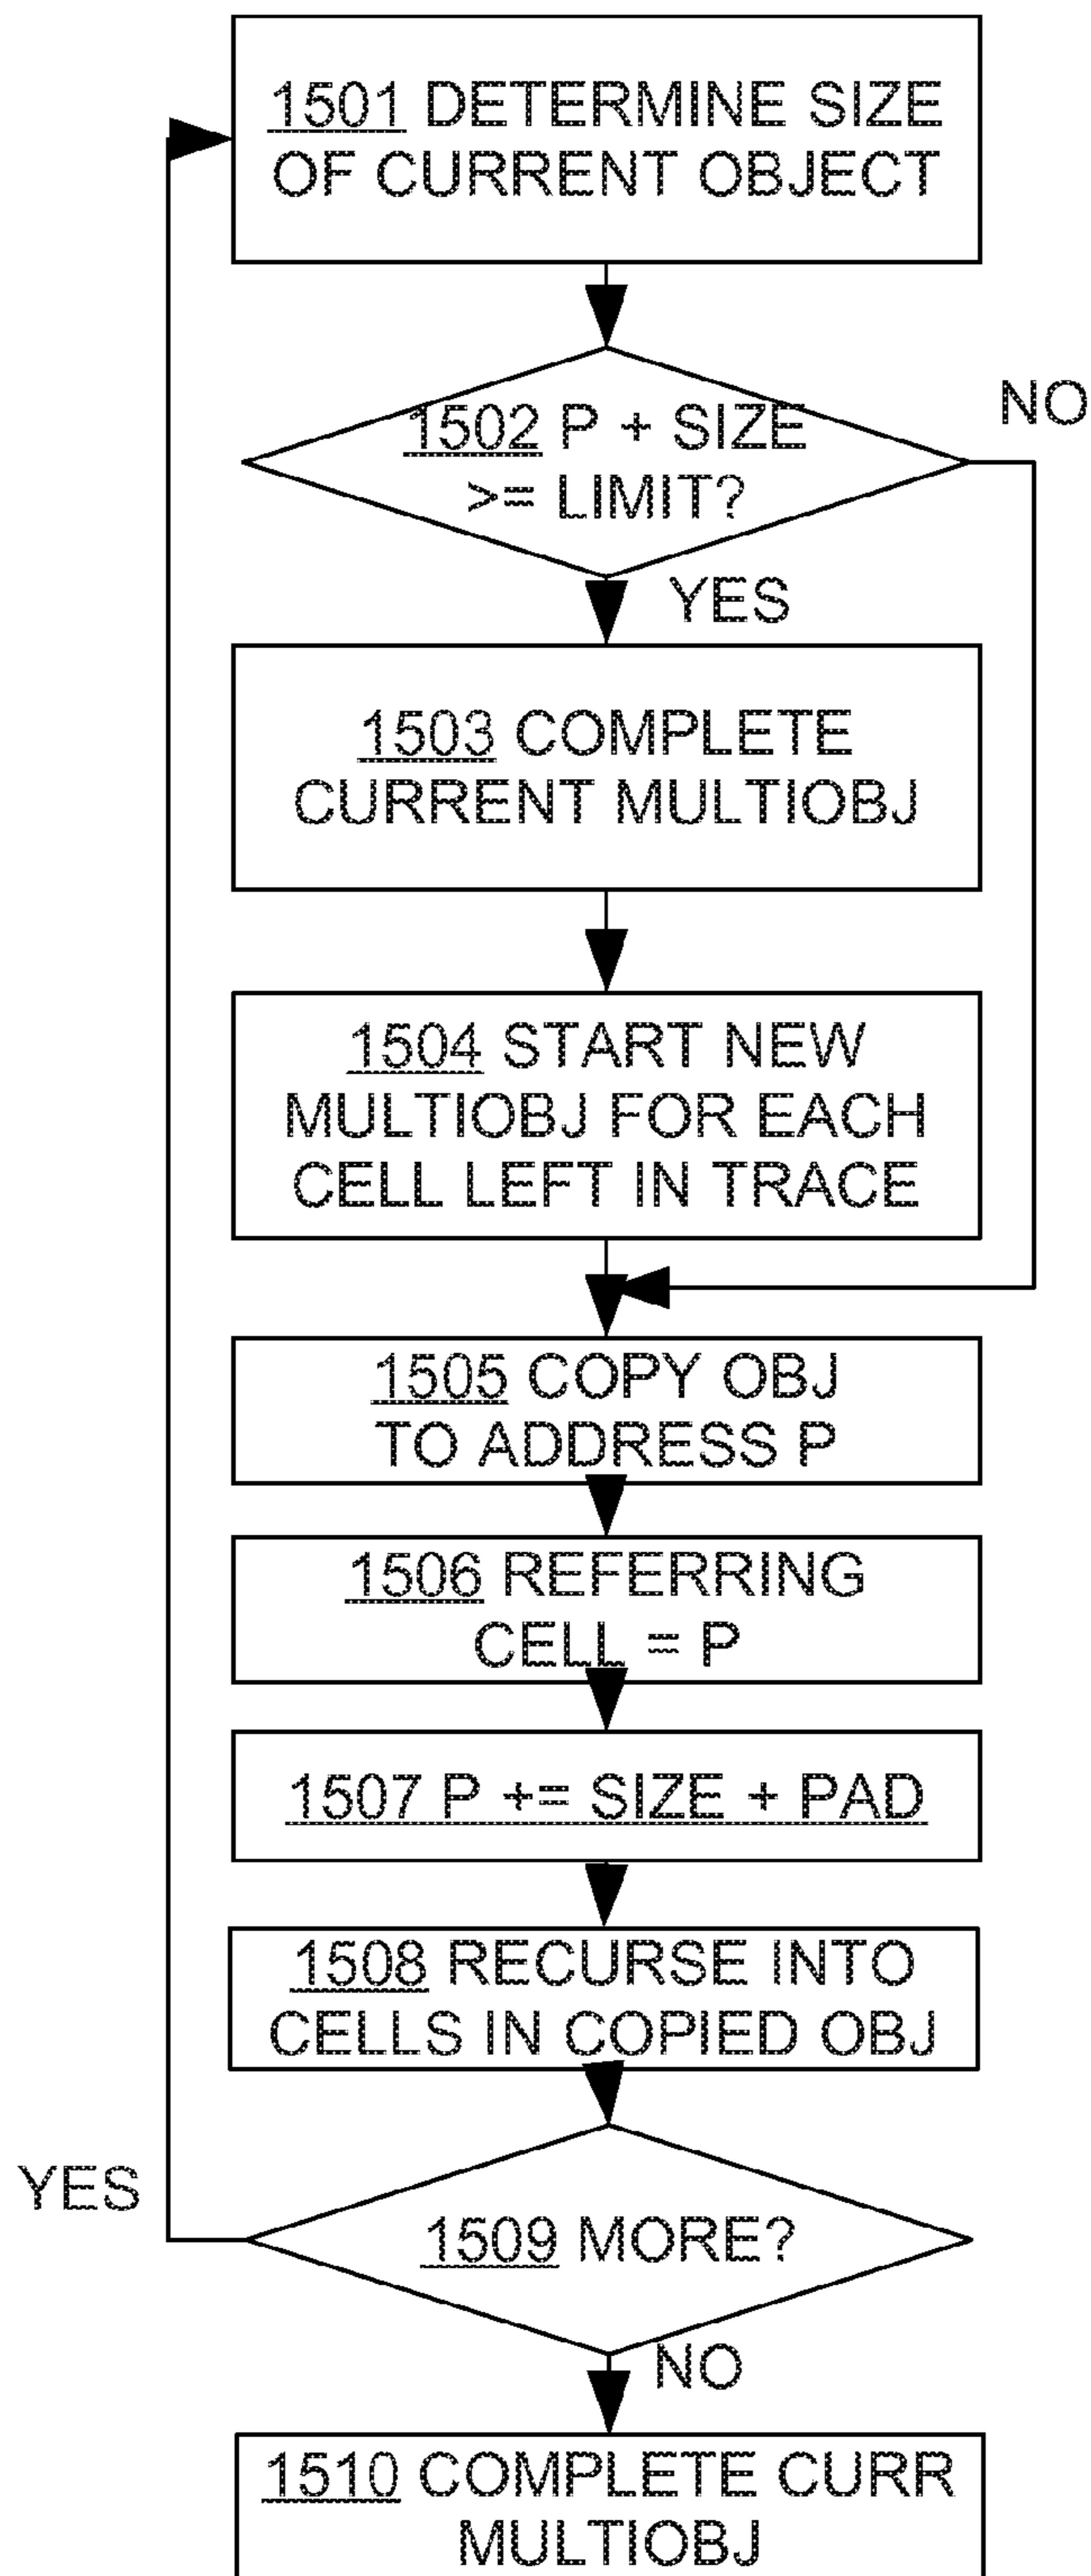 1501 DETERMINE SIZE
OF CURRENT OBJECT
1502 P + SIZE
>= LIMIT?
NO
YES
1503 COMPLETE
CURRENT MULTIOBJ
1504 START NEW
MULTIOBJ FOR EACH
CELL LEFT IN TRACE
1505 COPY OBJ
TO ADDRESS P
1506 REFERRING
CELL = P
1507 P += SIZE + PAD
1508 RECURSE INTO
CELLS IN COPIED OBJ
YES
1509 MORE?
NO
1510 COMPLETE CURR
MULTIOBJ